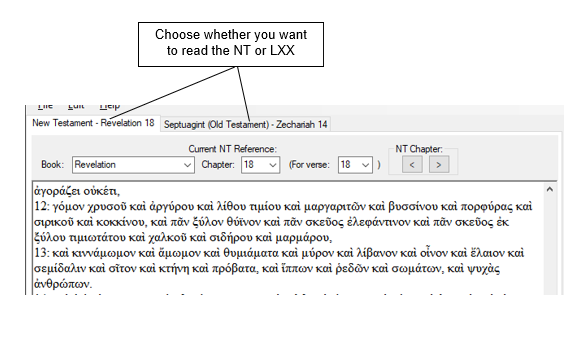 Choose whether you want
to read the NT or LXX
File Edit Help
New Testament - Revelation 18 Septuagint (Old Testament) - Zechariah 14
Current NT Reference: NT Chapter:
Book: Revelation Chapter: 18 (For verse: 18 ) < >
ἀγοράζει οὐκέτι,
12: γόμον χρυσοῦ καὶ ἀργύρου καὶ λίθου τιμίου καὶ μαργαριτῶν καὶ βυσσίνου καὶ πορφύρας καὶ
σιρικοῦ καὶ κοκκίνου, καὶ πᾶν ξύλον θύϊνον καὶ πᾶν σκεῦος ἐλεφάντινον καὶ πᾶν σκεῦος ἐκ
ξύλου τιμιωτάτου καὶ χαλκοῦ καὶ σιδήρου καὶ μαρμάρου,
13: καὶ κιννάμωμον καὶ ἄμωμον καὶ θυμιάματα καὶ μύρον καὶ λίβανον καὶ οἶνον καὶ ἔλαιον καὶ
σεμίδαλιν καὶ σῖτον καὶ κτήνη καὶ πρόβατα, καὶ ἵππων καὶ ῥεδῶν καὶ σωμάτων, καὶ ψυχὰς
ἀνθρώπων.